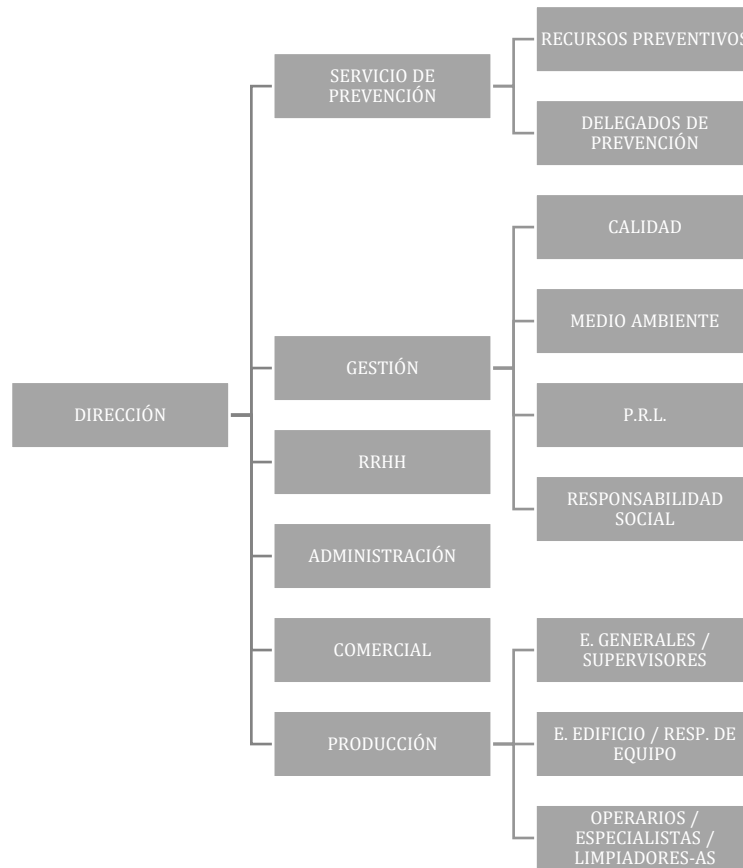 RECURSOS PREVENTIVOS
SERVICIO DE
PREVENCIÓN
DELEGADOS DE
PREVENCIÓN
CALIDAD
MEDIO AMBIENTE
GESTIÓN
DIRECCIÓN
P.R.L.
RRHH
RESPONSABILIDAD
SOCIAL
ADMINISTRACIÓN
COMERCIAL
E. GENERALES /
SUPERVISORES
PRODUCCIÓN
E. EDIFICIO / RESP. DE
EQUIPO
OPERARIOS /
ESPECIALISTAS /
LIMPIADORES-AS